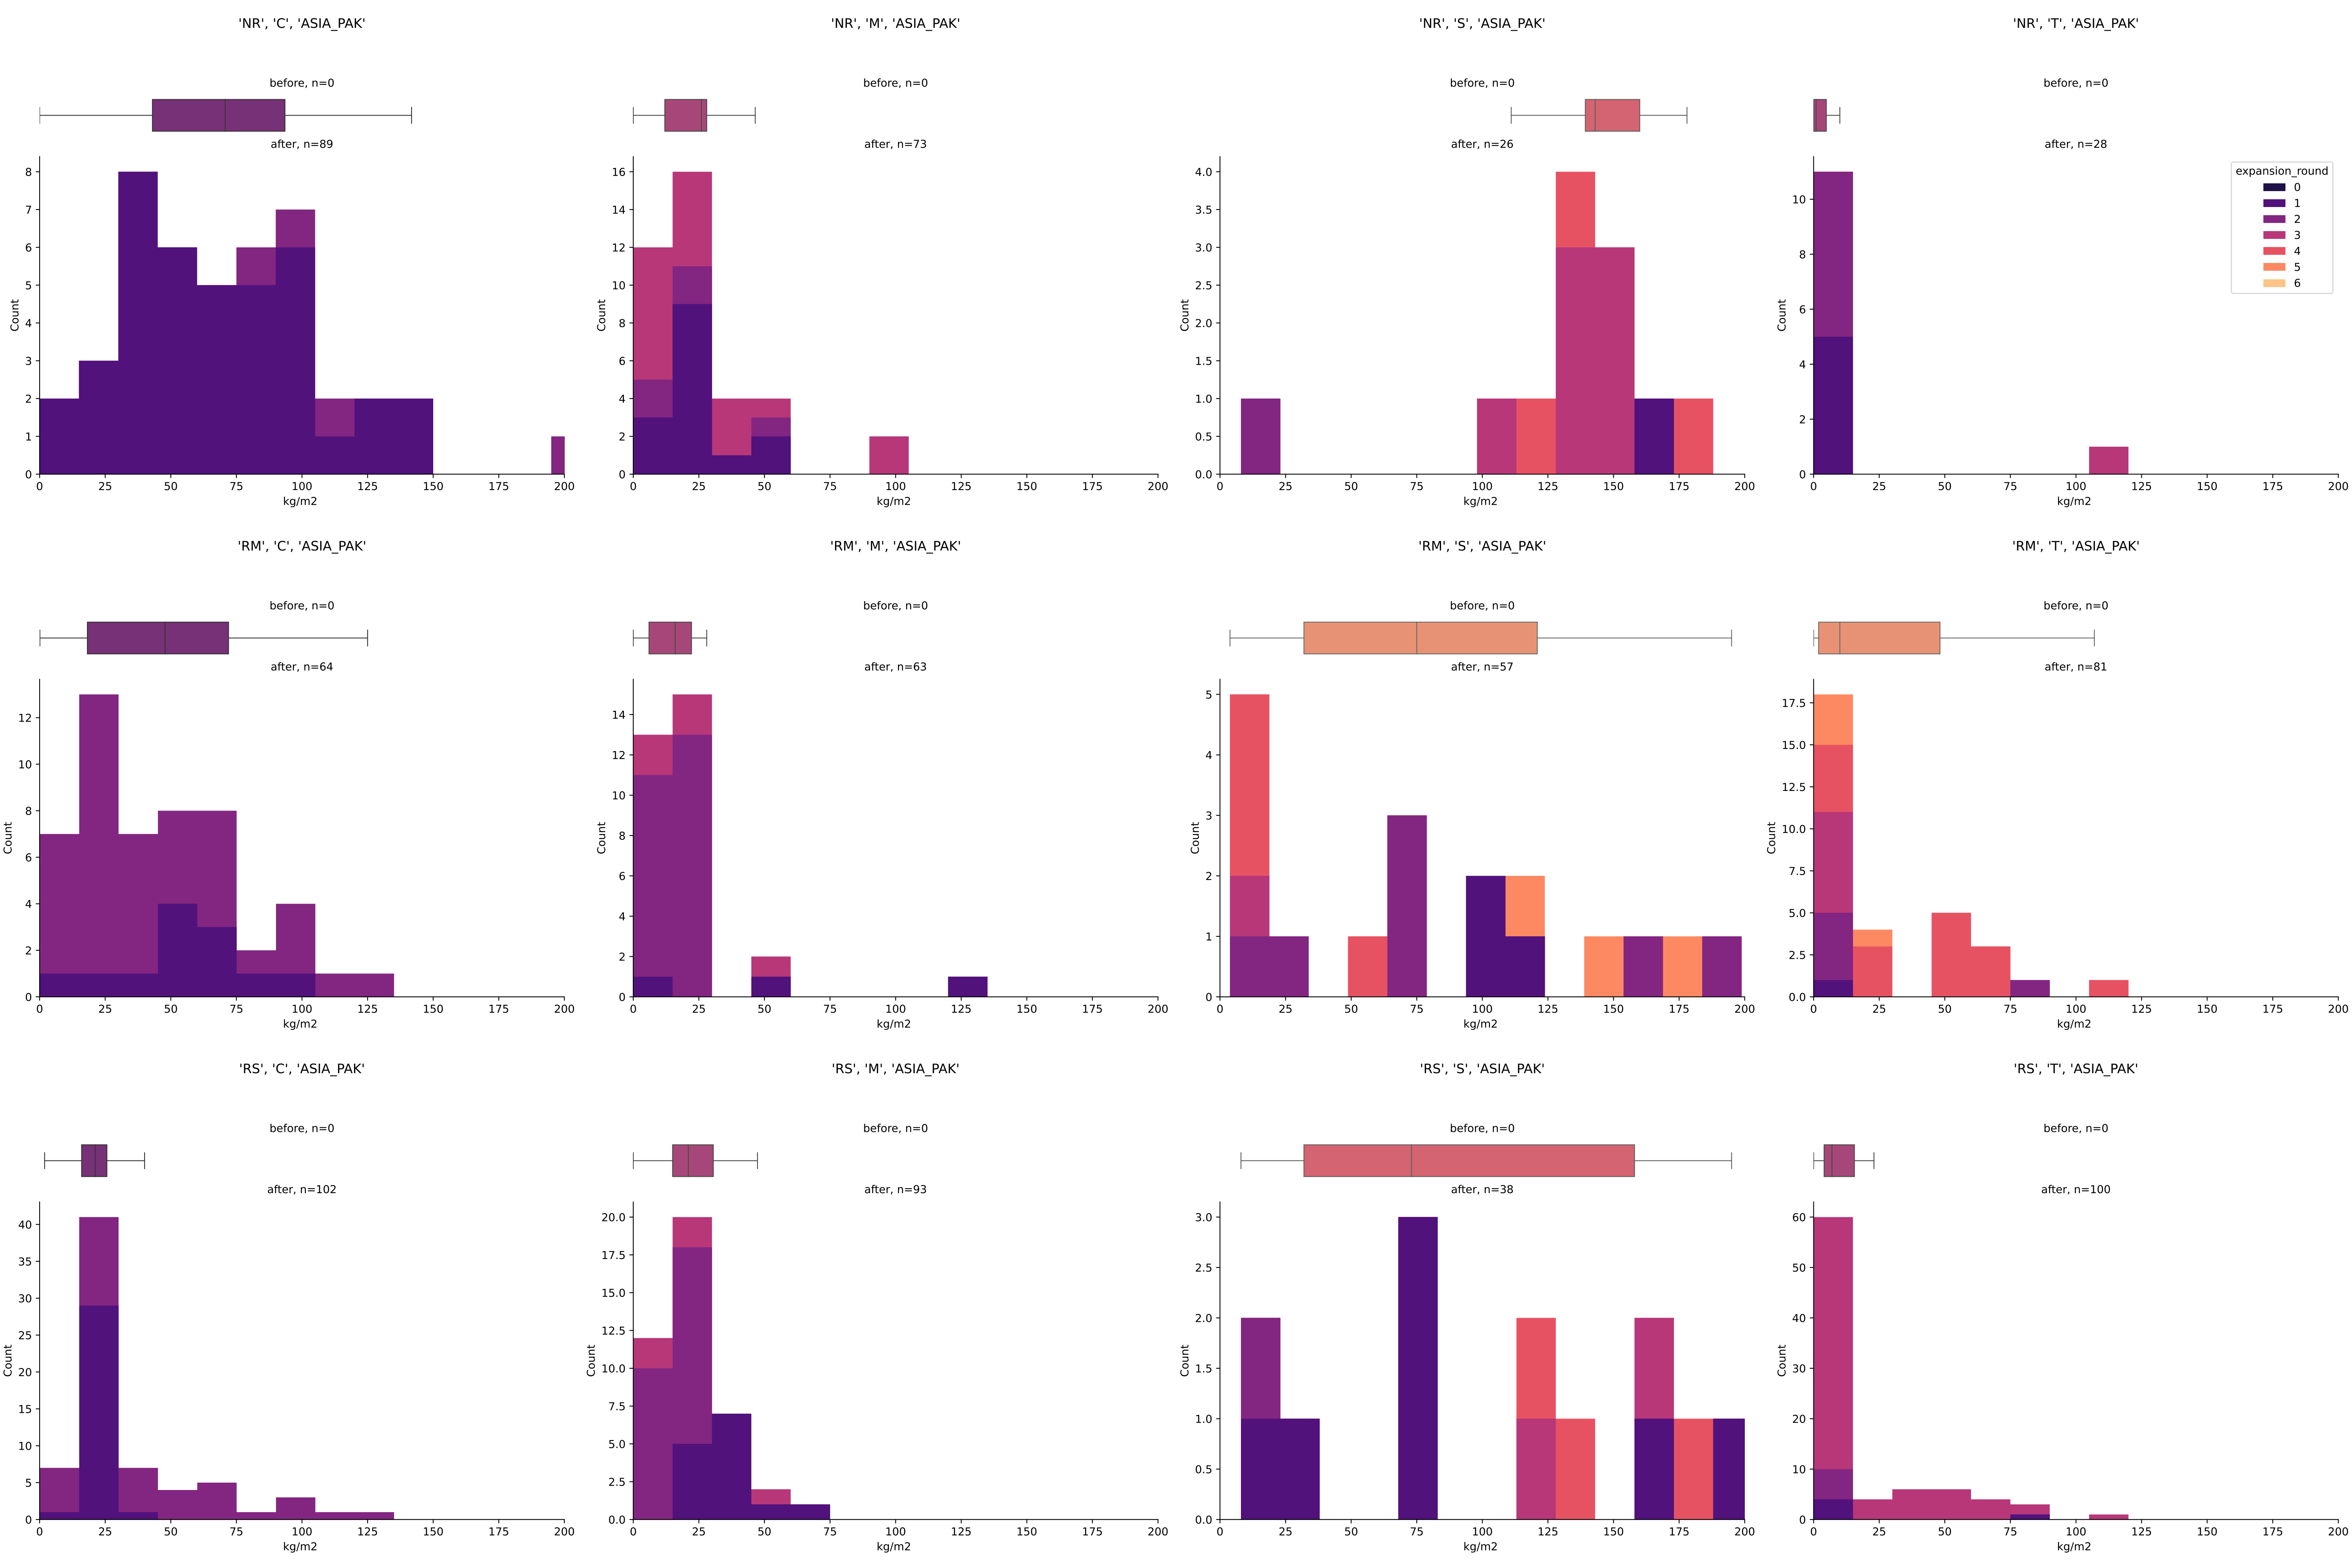 'NR', 'C', 'ASIA_PAK'
before, n=0
after, n=89
8
7
6
5
4
3
2
1
0
Count
0 25 50 75 100 125 150 175 200
kg/m2
'NR', 'M', 'ASIA_PAK'
before, n=0
after, n=73
16
14
12
10
8
6
4
2
0
Count
0 25 50 75 100 125 150 175 200
kg/m2
'NR', 'S', 'ASIA_PAK'
before, n=0
after, n=26
4.0
3.5
3.0
2.5
2.0
1.5
1.0
0.5
0.0
Count
0 25 50 75 100 125 150 175 200
kg/m2
'NR', 'T', 'ASIA_PAK'
before, n=0
after, n=28
10
8
6
4
2
0
Count
0 25 50 75 100 125 150 175 200
kg/m2
expansion_round
0
1
2
3
4
5
6
'RM', 'C', 'ASIA_PAK'
before, n=0
after, n=64
12
10
8
6
4
2
0
Count
0 25 50 75 100 125 150 175 200
kg/m2
'RM', 'M', 'ASIA_PAK'
before, n=0
after, n=63
14
12
10
8
6
4
2
0
Count
0 25 50 75 100 125 150 175 200
kg/m2
'RM', 'S', 'ASIA_PAK'
before, n=0
after, n=57
5
4
3
2
1
0
Count
0 25 50 75 100 125 150 175 200
kg/m2
'RM', 'T', 'ASIA_PAK'
before, n=0
after, n=81
17.5
15.0
12.5
10.0
7.5
5.0
2.5
0.0
Count
0 25 50 75 100 125 150 175 200
kg/m2
'RS', 'C', 'ASIA_PAK'
before, n=0
after, n=102
40
35
30
25
20
15
10
5
0
Count
0 25 50 75 100 125 150 175 200
kg/m2
'RS', 'M', 'ASIA_PAK'
before, n=0
after, n=93
20.0
17.5
15.0
12.5
10.0
7.5
5.0
2.5
0.0
Count
0 25 50 75 100 125 150 175 200
kg/m2
'RS', 'S', 'ASIA_PAK'
before, n=0
after, n=38
3.0
2.5
2.0
1.5
1.0
0.5
0.0
Count
0 25 50 75 100 125 150 175 200
kg/m2
'RS', 'T', 'ASIA_PAK'
before, n=0
after, n=100
60
50
40
30
20
10
0
Count
0 25 50 75 100 125 150 175 200
kg/m2